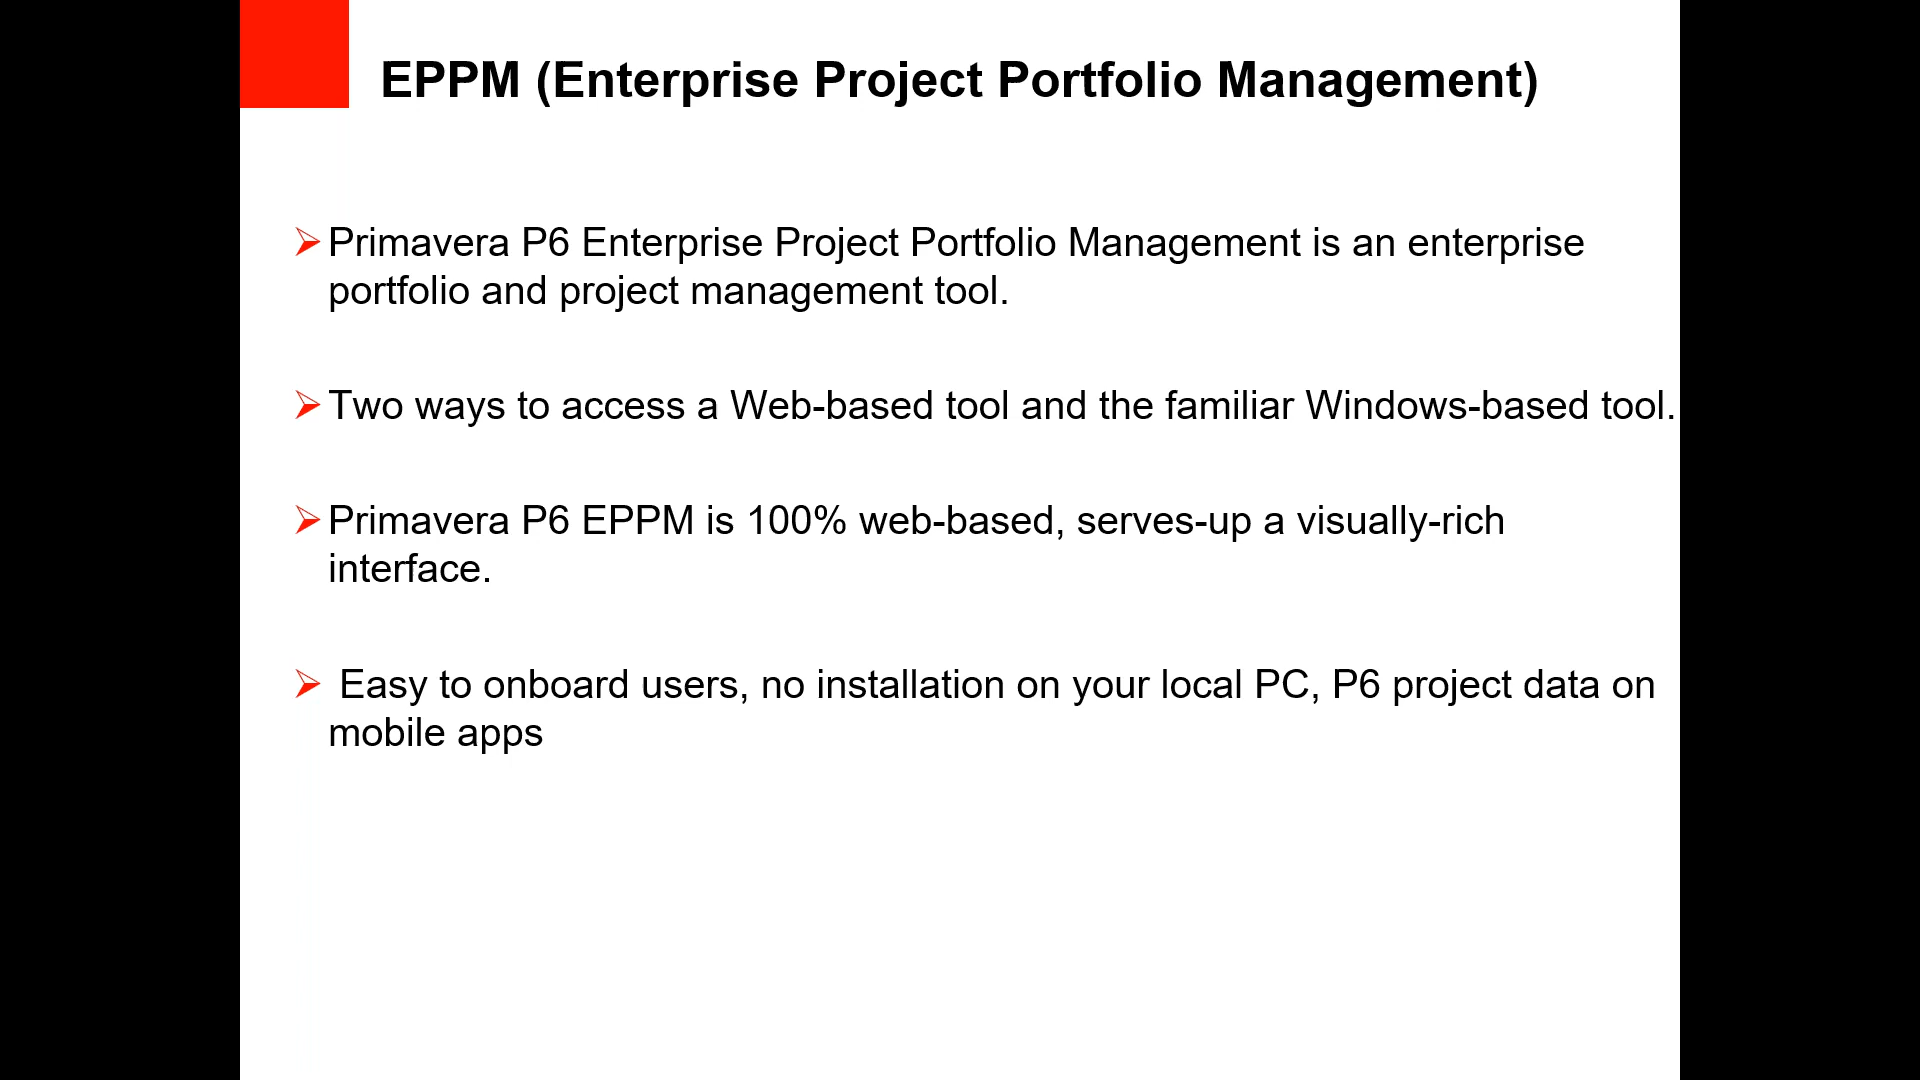 EPPM (Enterprise Project Portfolio Management)
Primavera P6 Enterprise Project Portfolio Management is an enterprise
portfolio and project management tool.
Two ways to access a Web-based tool and the familiar Windows-based tool.
Primavera P6 EPPM is 100% web-based, serves-up a visually-rich
interface.
Easy to onboard users, no installation on your local PC, P6 project data on
mobile apps